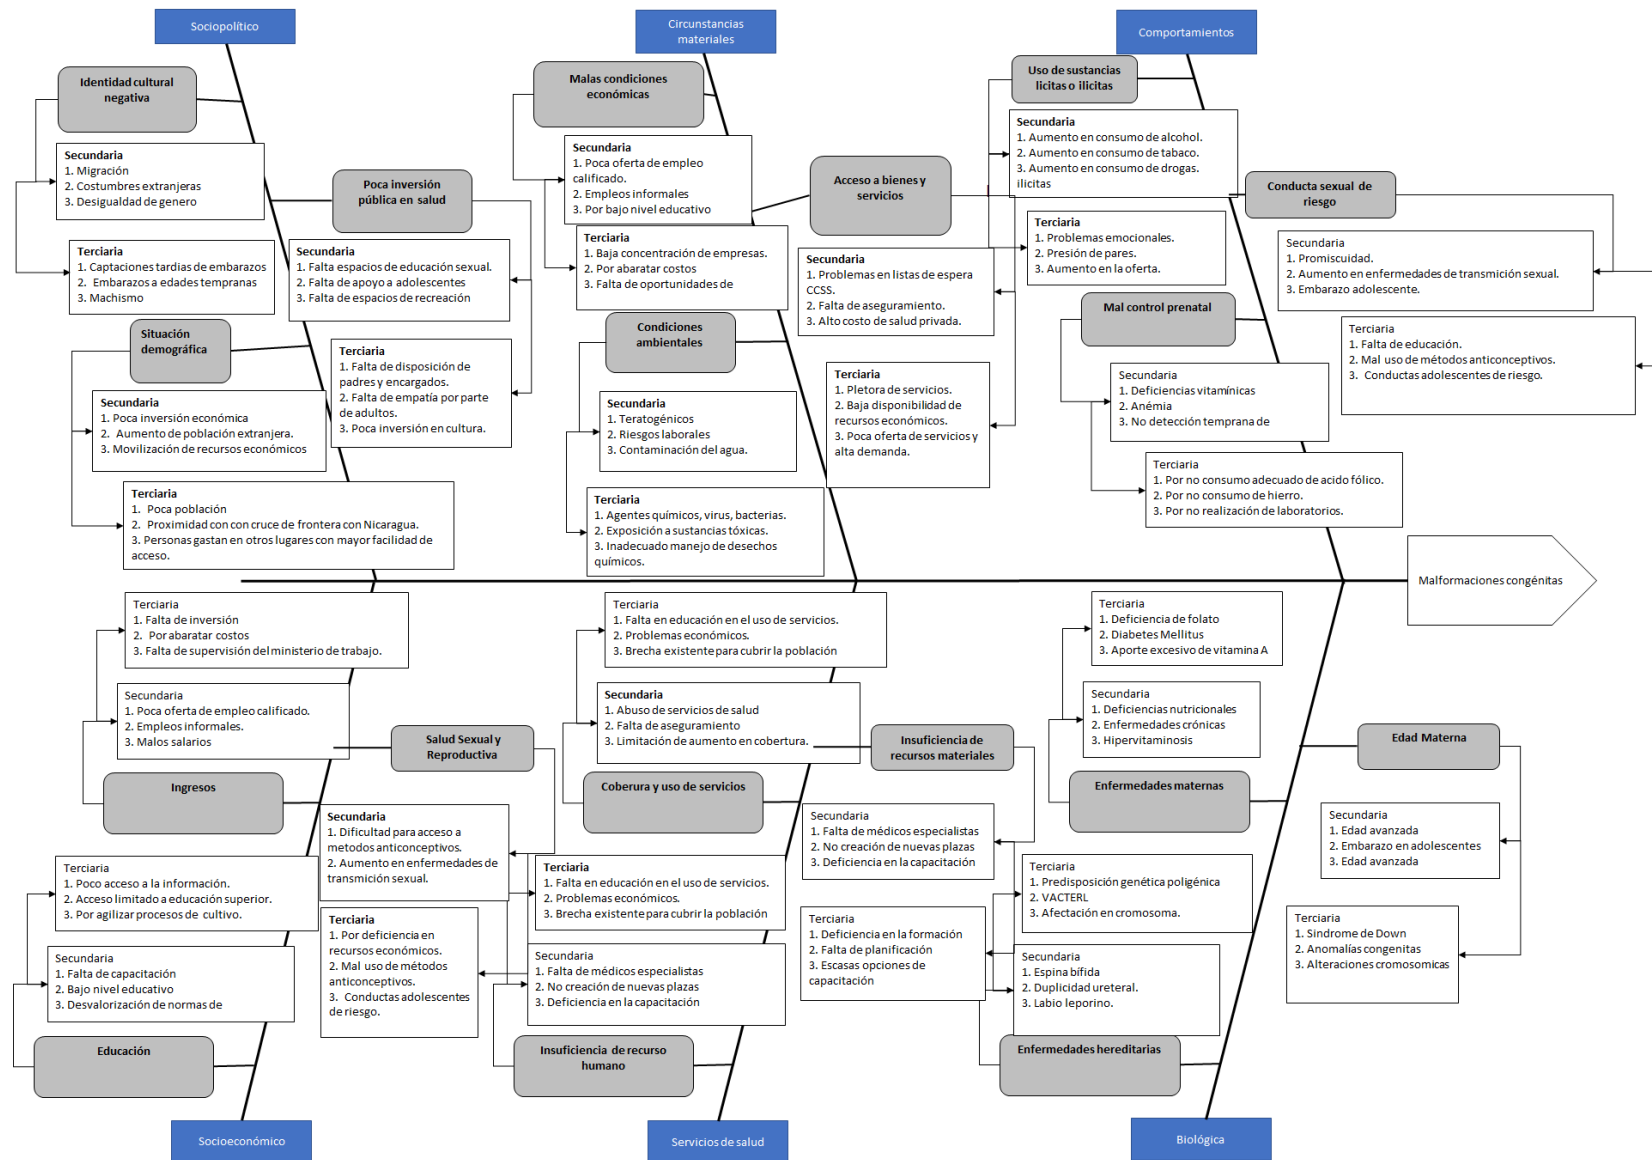 Sociopolítico
Circunstancias
materiales
Comportamientos
Identidad cultural
negativa
Secundaria
1. Migración
2. Costumbres extranjeras
3. Desigualdad de genero
Terciaria
1. Captaciones tardias de embarazos
2. Embarazos a edades tempranas
3. Machismo
Poca inversión
pública en salud
Secundaria
1. Falta espacios de educación sexual.
2. Falta de apoyo a adolescentes
3. Falta de espacios de recreación
Terciaria
1. Falta de disposición de
padres y encargados.
2. Falta de empatía por parte
de adultos.
3. Poca inversión en cultura.
Situación
demográfica
Secundaria
1. Poca inversión económica
2. Aumento de población extranjera.
3. Movilización de recursos económicos
Terciaria
1. Poca población
2. Proximidad con con cruce de frontera con Nicaragua.
3. Personas gastan en otros lugares con mayor facilidad de
acceso.
Malas condiciones
económicas
Secundaria
1. Poca oferta de empleo
calificado.
2. Empleos informales
3. Por bajo nivel educativo
Terciaria
1. Baja concentración de empresas.
2. Por abaratar costos
3. Falta de oportunidades de
Acceso a bienes y
servicios
Secundaria
1. Problemas en listas de espera
CCSS.
2. Falta de aseguramiento.
3. Alto costo de salud privada.
Terciaria
1. Pletora de servicios.
2. Baja disponibilidad de
recursos económicos.
3. Poca oferta de servicios y
alta demanda.
Condiciones
ambientales
Secundaria
1. Teratogénicos
2. Riesgos laborales
3. Contaminación del agua.
Terciaria
1. Agentes químicos, virus, bacterias.
2. Exposición a sustancias tóxicas.
3. Inadecuado manejo de desechos
químicos.
Uso de sustancias
licitas o ilicitas
Secundaria
1. Aumento en consumo de alcohol.
2. Aumento en consumo de tabaco.
3. Aumento en consumo de drogas.
ilicitas
Terciaria
1. Problemas emocionales.
2. Presión de pares.
3. Aumento en la oferta.
Conducta sexual de
riesgo
Secundaria
1. Promiscuidad.
2. Aumento en enfermedades de transmisión sexual.
3. Embarazo adolescente.
Terciaria
1. Falta de educación.
2. Mal uso de métodos anticonceptivos.
3. Conductas adolescentes de riesgo.
Mal control prenatal
Secundaria
1. Deficiencias vitamínicas
2. Anémia
3. No detección temprana de
Terciaria
1. Por no consumo adecuado de acido fólico.
2. Por no consumo de hierro.
3. Por no realización de laboratorios.
Malformaciones congénitas
Terciaria
1. Falta de inversión
2. Por abaratar costos
3. Falta de supervisión del ministerio de trabajo.
Secundaria
1. Poca oferta de empleo calificado.
2. Empleos informales.
3. Malos salarios
Ingresos
Salud Sexual y
Reproductiva
Secundaria
1. Dificultad para acceso a
metodos anticonceptivos.
2. Aumento en enfermedades de
transmisión sexual.
Terciaria
1. Por deficiencia en
recursos económicos.
2. Mal uso de métodos
anticonceptivos.
3. Conductas adolescentes
de riesgo.
Terciaria
1. Poco acceso a la información.
2. Acceso limitado a educación superior.
3. Por agilizar procesos de cultivo.
Secundaria
1. Falta de capacitación
2. Bajo nivel educativo
3. Desvalorización de normas de
Educación
Socioeconómico
Terciaria
1. Falta en educación en el uso de servicios.
2. Problemas económicos.
3. Brecha existente para cubrir la población
Secundaria
1. Abuso de servicios de salud
2. Falta de aseguramiento
3. Limitación de aumento en cobertura.
Coberura y uso de servicios
Insuficiencia de
recursos materiales
Secundaria
1. Falta de médicos especialistas
2. No creación de nuevas plazas
3. Deficiencia en la capacitación
Terciaria
1. Deficiencia en la formación
2. Falta de planificación
3. Escasas opciones de
capacitación
Terciaria
1. Falta en educación en el uso de servicios.
2. Problemas económicos.
3. Brecha existente para cubrir la población
Secundaria
1. Falta de médicos especialistas
2. No creación de nuevas plazas
3. Deficiencia en la capacitación
Insuficiencia de recurso
humano
Servicios de salud
Terciaria
1. Deficiencia de folato
2. Diabetes Mellitus
3. Aporte excesivo de vitamina A
Secundaria
1. Deficiencias nutricionales
2. Enfermedades crónicas
3. Hipervitaminosis
Enfermedades maternas
Edad Materna
Secundaria
1. Edad avanzada
2. Embarazo en adolescentes
3. Edad avanzada
Terciaria
1. Sindrome de Down
2. Anomalías congenitas
3. Alteraciones cromosomicas
Terciaria
1. Predisposición genética poligénica
2. VACTERL
3. Afectación en cromosoma.
Secundaria
1. Espina bífida
2. Duplicidad ureteral.
3. Labio leporino.
Enfermedades hereditarias
Biológica